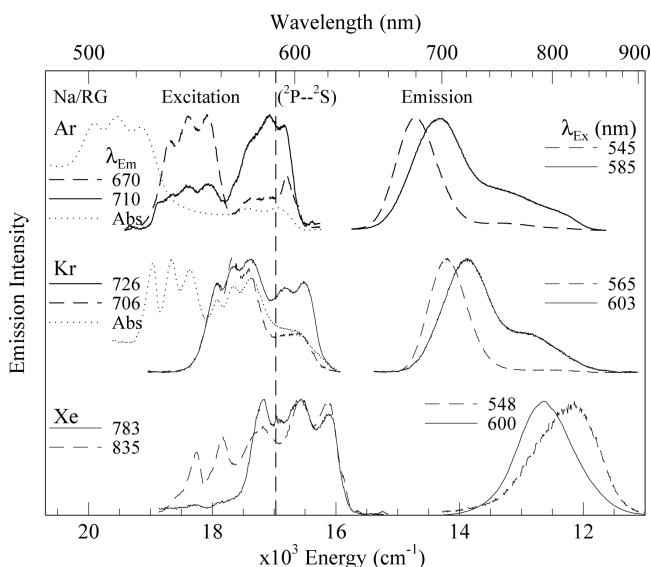 Wavelength (nm)
500 600 700 800 900
Na/RG Excitation (²P--²S) Emission
Ar
λEm
670
710
Abs
λEx (nm)
545
585
Kr
726
706
Abs
565
603
Xe
783
835
548
600
Emission Intensity
20 18 16 14 12
x10³ Energy (cm⁻¹)